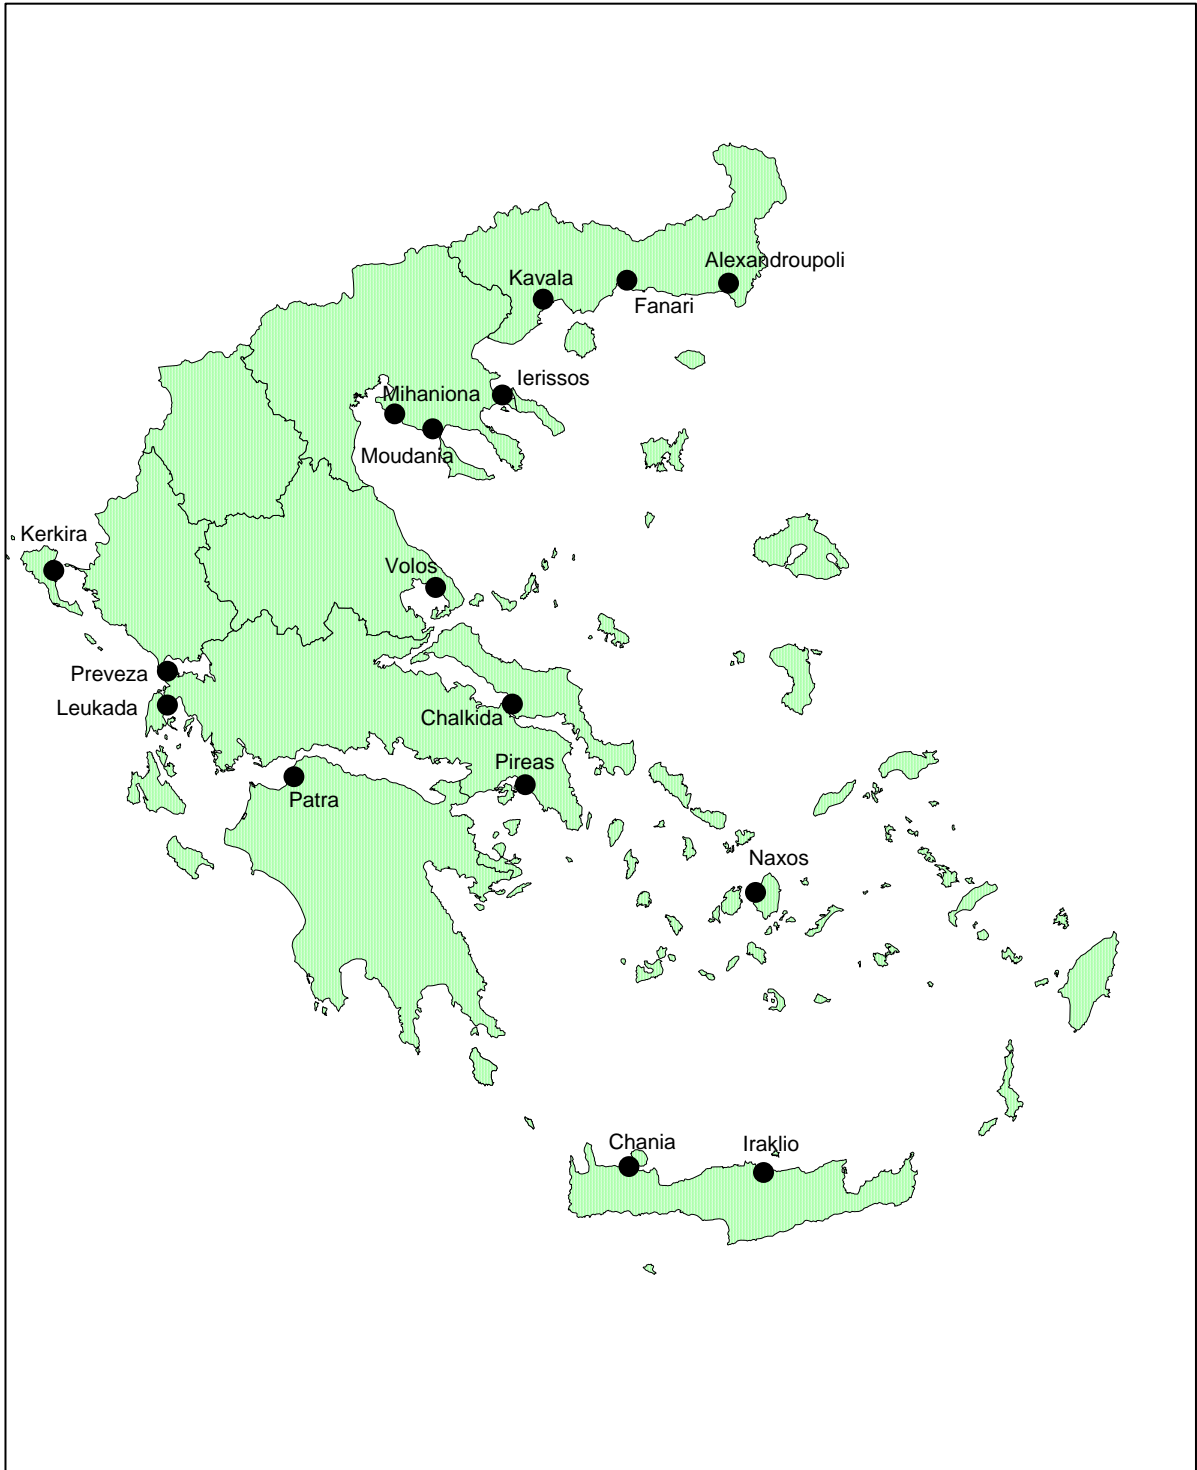 Alexandroupoli
Kavala
Fanari
Ierissos
Mihaniona
Moudania
Kerkira
Volos
Preveza
Leukada
Chalkida
Pireas
Patra
Naxos
Chania
Iraklio